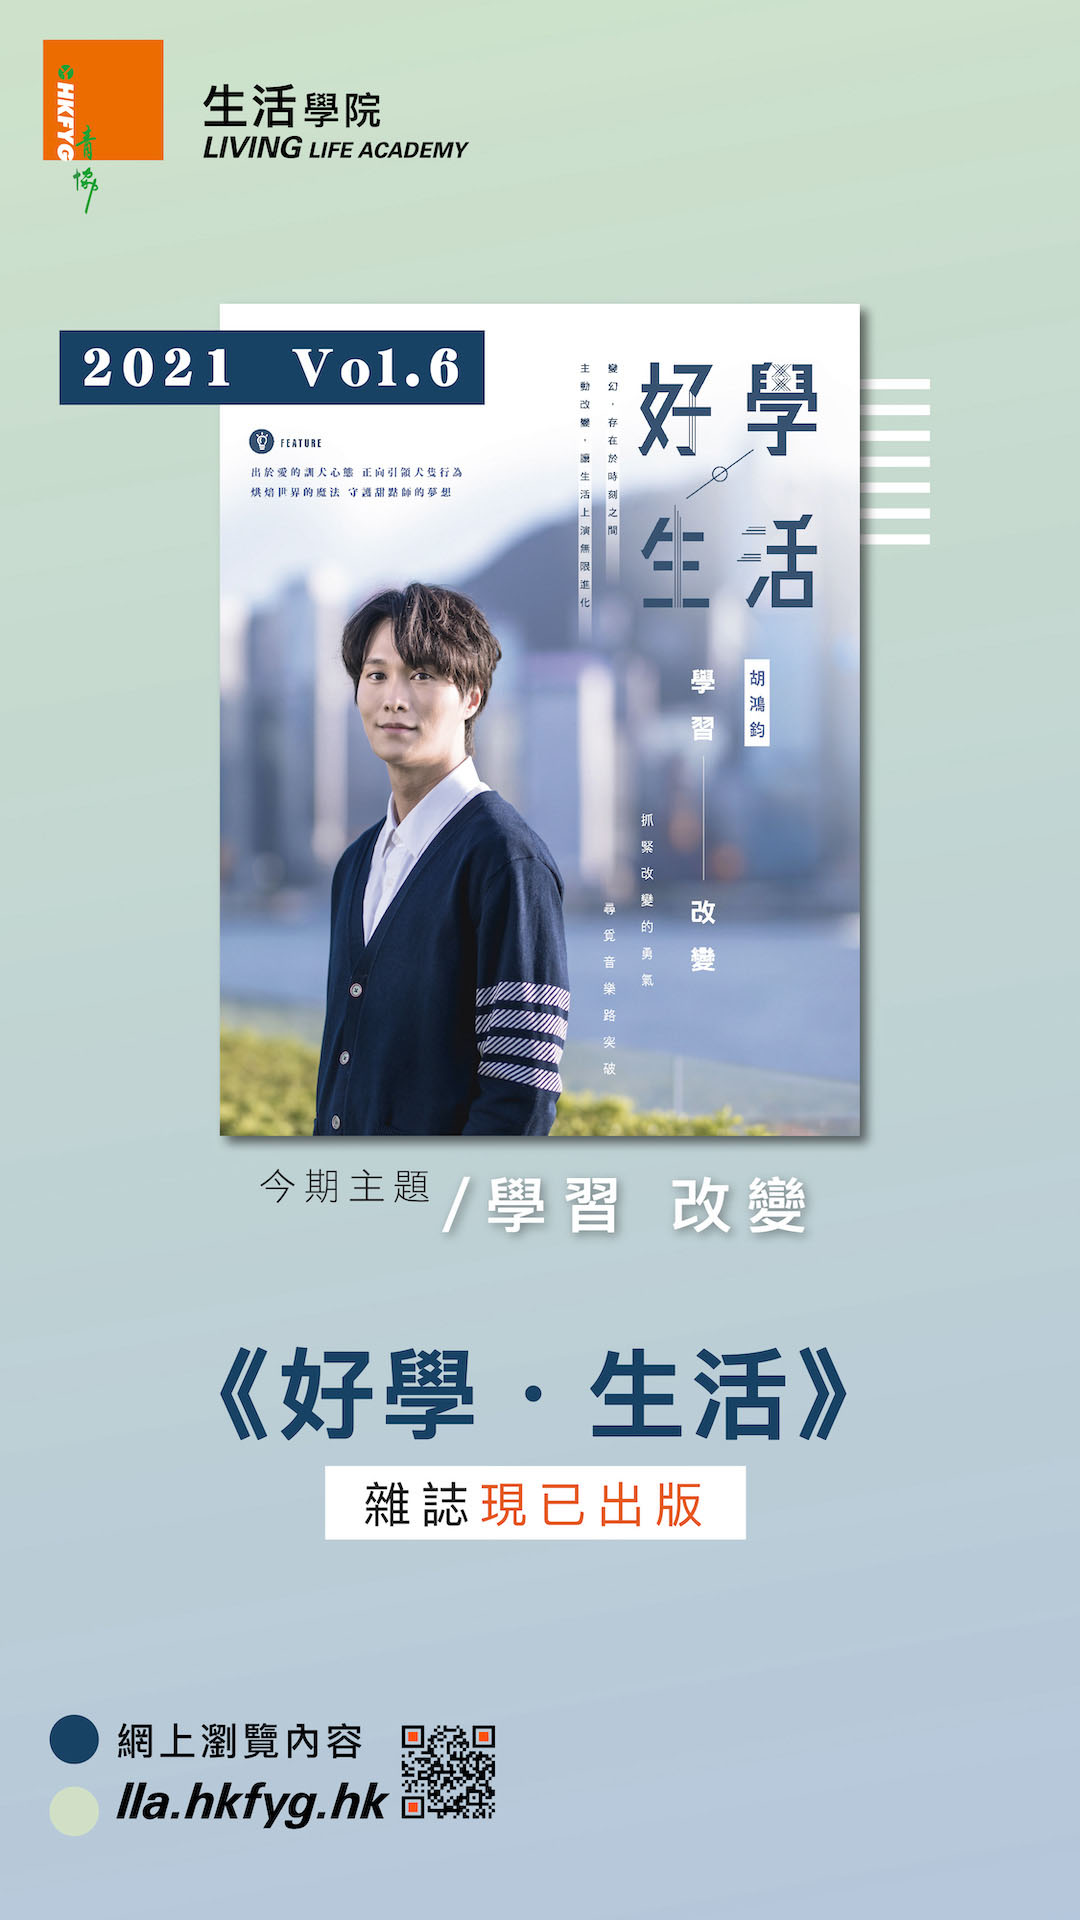 HKFYG
青協
生活學院
LIVING LIFE ACADEMY
2021 Vol.6
FEATURE
出於愛的訓犬心態 正向引領犬隻行為
烘焙世界的魔法 守護甜點師的夢想
好學
生活
變幻，存在於時刻之間
主動改變，讓生活上演無限進化
胡鴻鈞
學習——改變
抓緊改變的勇氣
尋覓音樂路突破
今期主題
/學習 改變
《好學·生活》
雜誌現已出版
網上瀏覽內容
lla.hkfyg.hk